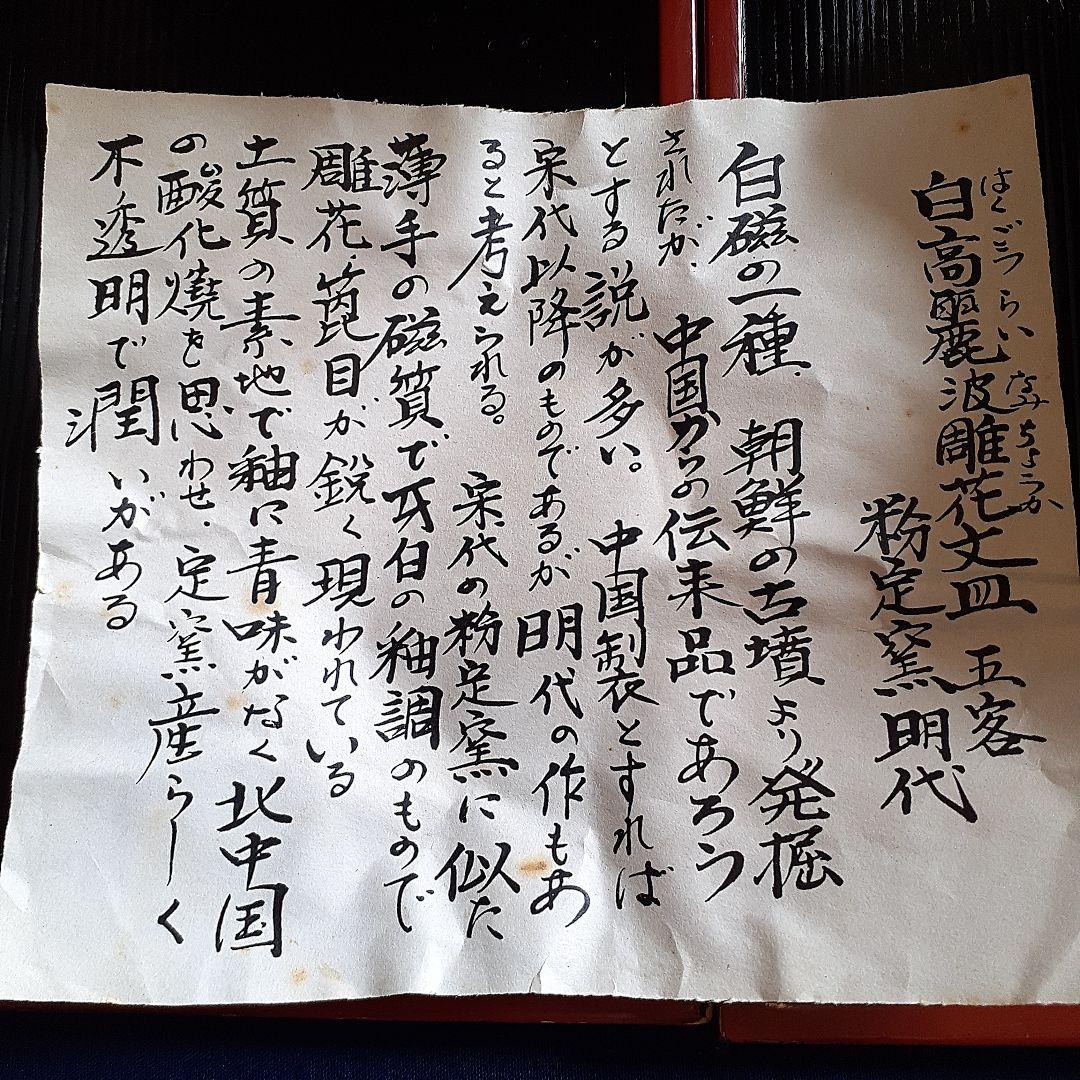 はくごうらい なみちょうか
白高麗波雕花文皿 五客
粉定窯明代
白磁の一種、朝鮮の古墳より発掘
されたが、中国からの伝来品であろう
とする説が多い。中国製とすれば
宋代以降のものであるが明代の作もあ
ると考えられる。宋代の粉定窯に似た
薄手の磁質で牙白の釉調のもので
雕花、篦目が鋭く現われている
土質の素地で釉に青味がなく北中国
の酸化燒を思わせ、定窯産らしく
不透明で潤いがある